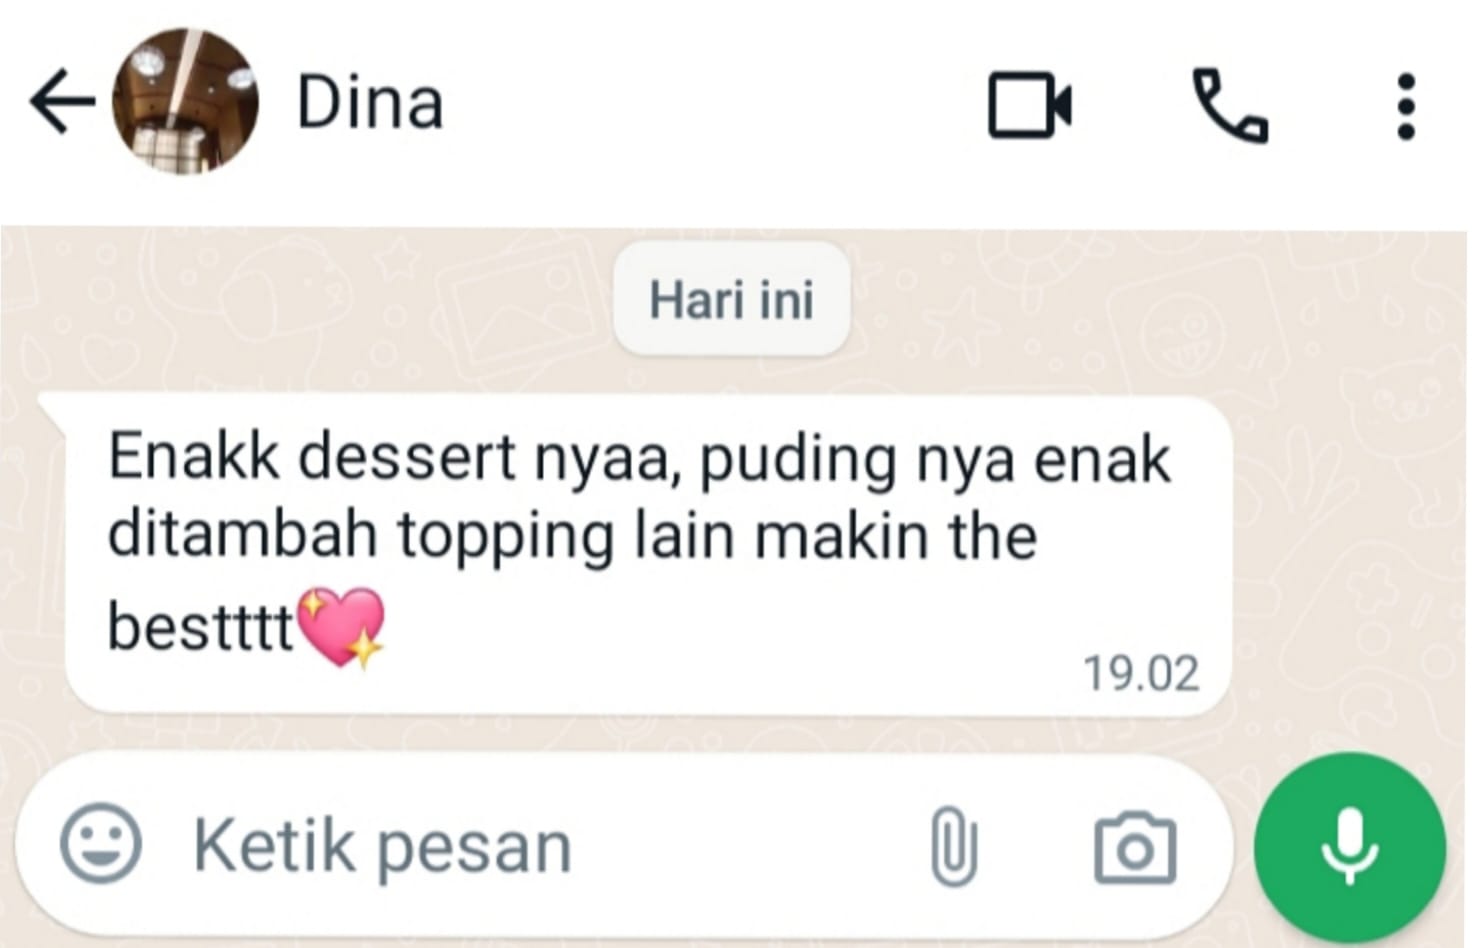 Dina
Hari ini
Enakk dessert nyaa, puding nya enak
ditambah topping lain makin the
bestttt💖
19.02
Ketik pesan